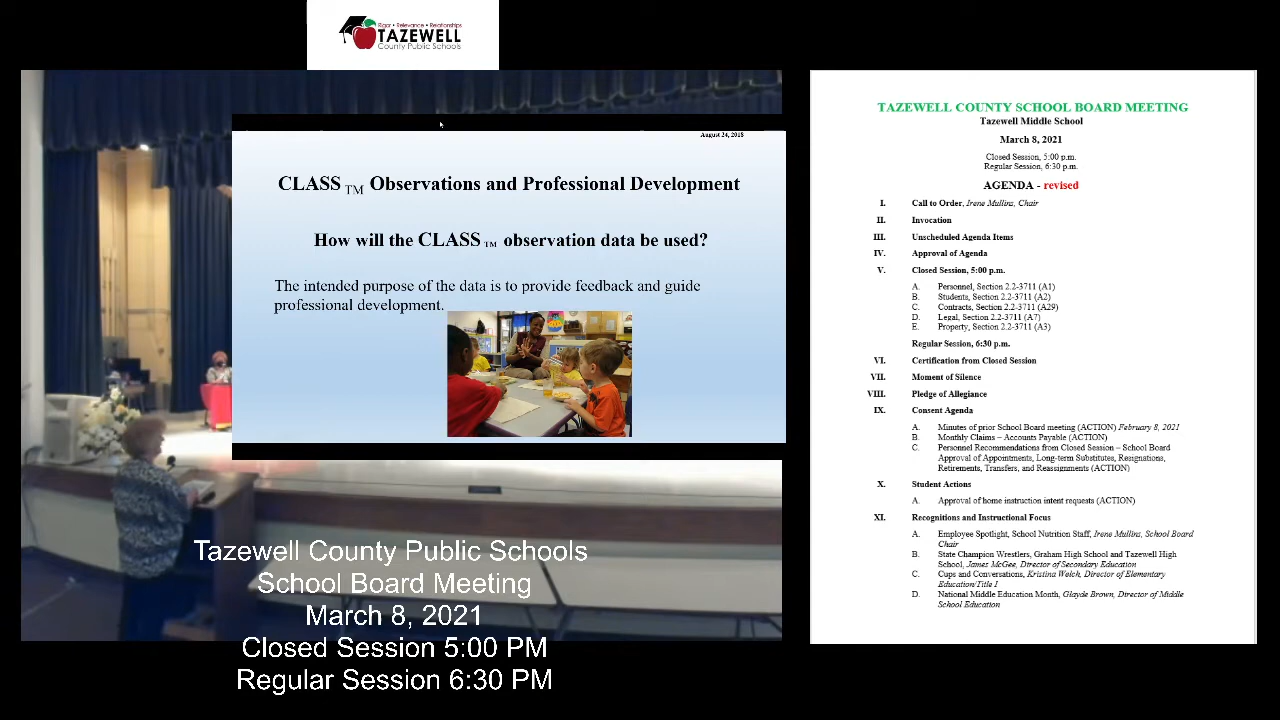 Rigor • Relevance • Relationships
TAZEWELL
County Public Schools
August 24, 2018
CLASS TM Observations and Professional Development
How will the CLASS TM observation data be used?
The intended purpose of the data is to provide feedback and guide
professional development.
Tazewell County Public Schools
School Board Meeting
March 8, 2021
Closed Session 5:00 PM
Regular Session 6:30 PM
TAZEWELL COUNTY SCHOOL BOARD MEETING
Tazewell Middle School
March 8, 2021
Closed Session, 5:00 p.m.
Regular Session, 6:30 p.m.
AGENDA - revised
I. Call to Order, Irene Mullins, Chair
II. Invocation
III. Unscheduled Agenda Items
IV. Approval of Agenda
V. Closed Session, 5:00 p.m.
A. Personnel, Section 2.2-3711 (A1)
B. Students, Section 2.2-3711 (A2)
C. Contracts, Section 2.2-3711 (A29)
D. Legal, Section 2.2-3711 (A7)
E. Property, Section 2.2-3711 (A3)
Regular Session, 6:30 p.m.
VI. Certification from Closed Session
VII. Moment of Silence
VIII. Pledge of Allegiance
IX. Consent Agenda
A. Minutes of prior School Board meeting (ACTION) February 8, 2021
B. Monthly Claims – Accounts Payable (ACTION)
C. Personnel Recommendations from Closed Session – School Board
Approval of Appointments, Long-term Substitutes, Resignations,
Retirements, Transfers, and Reassignments (ACTION)
X. Student Actions
A. Approval of home instruction intent requests (ACTION)
XI. Recognitions and Instructional Focus
A. Employee Spotlight, School Nutrition Staff, Irene Mullins, School Board
Chair
B. State Champion Wrestlers, Graham High School and Tazewell High
School, James McGee, Director of Secondary Education
C. Cups and Conversations, Kristina Welch, Director of Elementary
Education/Title I
D. National Middle Education Month, Glayde Brown, Director of Middle
School Education